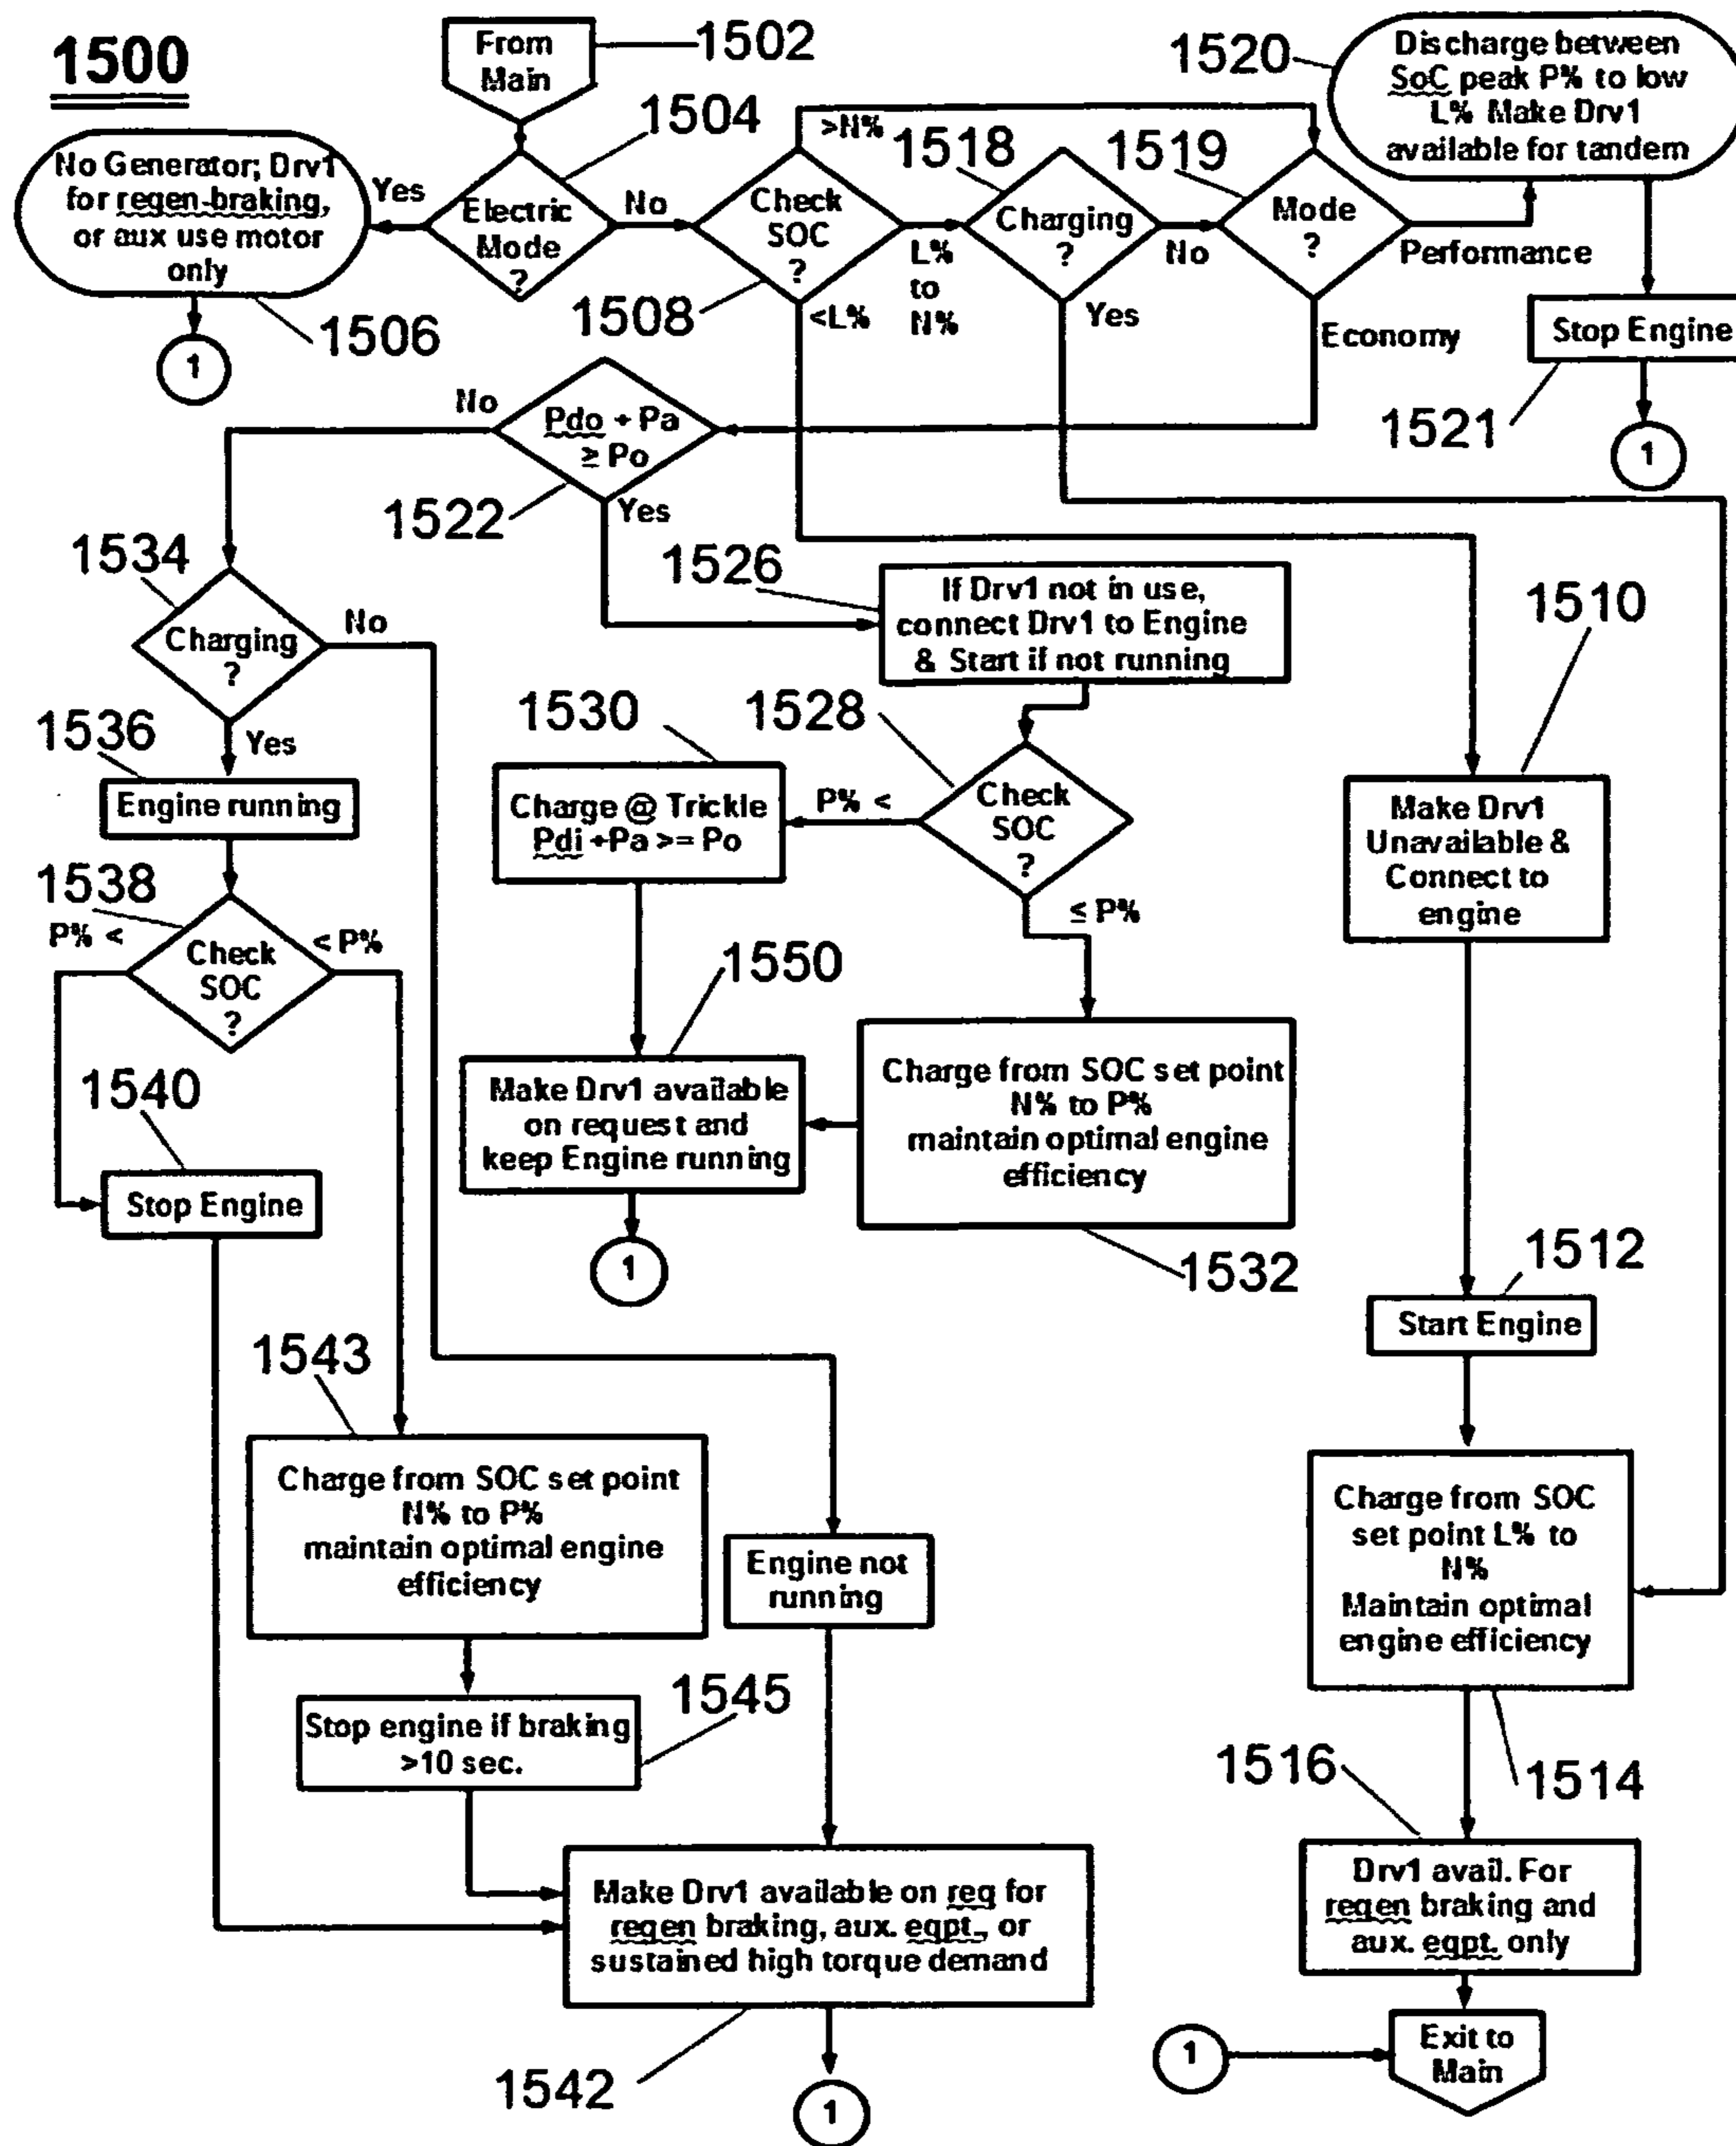 1500
From
Main
1502
1504
No Generator; Drv1
for regen-braking,
or aux use motor
only
Yes
Electric
Mode
?
No
1506
1
Check
SOC
?
>N%
1508
<L%
L%
to
N%
1518
Charging
?
No
Yes
1519
Mode
?
Performance
Economy
1520
Discharge between
SoC peak P% to low
L% Make Drv1
available for tandem
Stop Engine
1521
1
Pdo + Pa
≥ Po
No
Yes
1522
1534
Charging
?
No
Yes
1526
If Drv1 not in use,
connect Drv1 to Engine
& Start if not running
1510
Make Drv1
Unavailable &
Connect to
engine
1536
Engine running
1530
Charge @ Trickle
Pdi +Pa >= Po
1528
Check
SOC
?
P% <
≤ P%
1538
P% <
< P%
Check
SOC
?
1550
Make Drv1 available
on request and
keep Engine running
1
Charge from SOC set point
N% to P%
maintain optimal engine
efficiency
1532
1540
Stop Engine
1512
Start Engine
1543
Charge from SOC set point
N% to P%
maintain optimal engine
efficiency
Engine not
running
Charge from SOC
set point L% to
N%
Maintain optimal
engine efficiency
1514
1545
Stop engine if braking
>10 sec.
1516
Drv1 avail. For
regen braking and
aux. eqpt. only
Make Drv1 available on req for
regen braking, aux. eqpt., or
sustained high torque demand
1542
1
1
Exit to
Main